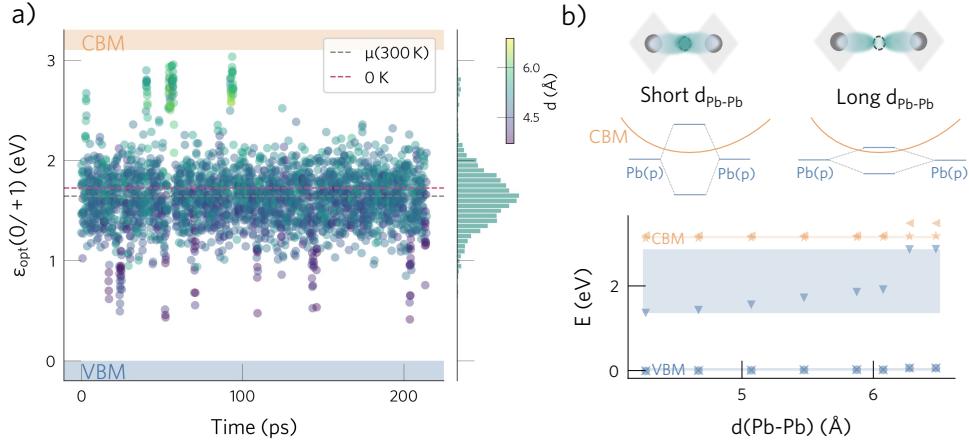 a)
CBM
μ(300 K)
0 K
VBM
ε_opt(0/+1) (eV)
3
2
1
0
0
100
200
Time (ps)
6.0
4.5
d (Å)
b)
Short d_Pb-Pb
Long d_Pb-Pb
CBM
Pb(p)
Pb(p)
Pb(p)
Pb(p)
CBM
VBM
E (eV)
2
0
5
6
d(Pb-Pb) (Å)